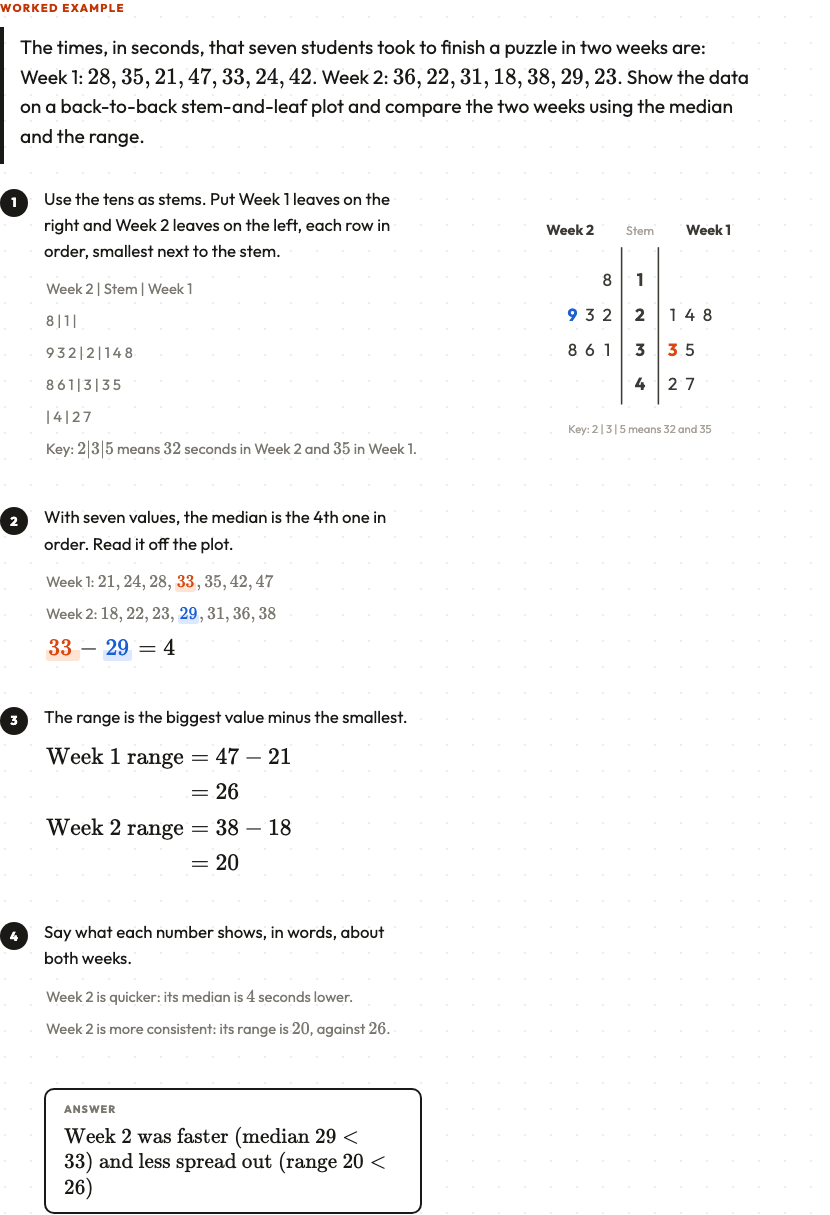 WORKED EXAMPLE
The times, in seconds, that seven students took to finish a puzzle in two weeks are:
Week 1: 28, 35, 21, 47, 33, 24, 42. Week 2: 36, 22, 31, 18, 38, 29, 23. Show the data
on a back-to-back stem-and-leaf plot and compare the two weeks using the median
and the range.
1
Use the tens as stems. Put Week 1 leaves on the
right and Week 2 leaves on the left, each row in
order, smallest next to the stem.
Week 2 | Stem | Week 1
8 | 1 |
9 3 2 | 2 | 1 4 8
8 6 1 | 3 | 3 5
| 4 | 2 7
Key: 2|3|5 means 32 seconds in Week 2 and 35 in Week 1.
Week 2 Stem Week 1
8 1
9 3 2 2 1 4 8
8 6 1 3 3 5
4 2 7
Key: 2 | 3 | 5 means 32 and 35
2
With seven values, the median is the 4th one in
order. Read it off the plot.
Week 1: 21, 24, 28, 33, 35, 42, 47
Week 2: 18, 22, 23, 29, 31, 36, 38
33 − 29 = 4
3
The range is the biggest value minus the smallest.
Week 1 range = 47 − 21
= 26
Week 2 range = 38 − 18
= 20
4
Say what each number shows, in words, about
both weeks.
Week 2 is quicker: its median is 4 seconds lower.
Week 2 is more consistent: its range is 20, against 26.
ANSWER
Week 2 was faster (median 29 <
33) and less spread out (range 20 <
26)